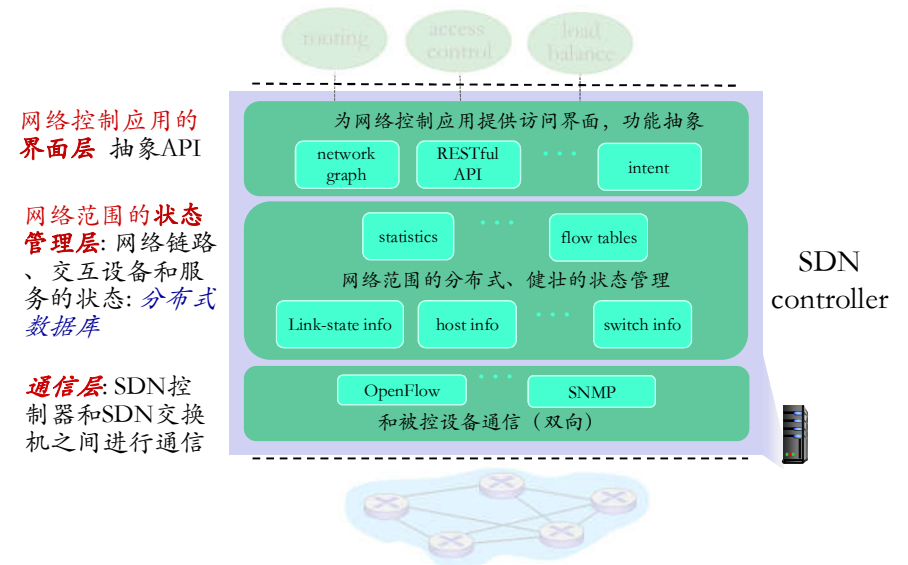 routing
access
control
load
balance
网络控制应用的
界面层 抽象API
为网络控制应用提供访问界面，功能抽象
network
graph
RESTful
API
intent
网络范围的状态
管理层: 网络链路
、交互设备和服
务的状态: 分布式
数据库
statistics
flow tables
网络范围的分布式、健壮的状态管理
Link-state info
host info
switch info
SDN
controller
通信层: SDN控
制器和SDN交换
机之间进行通信
OpenFlow
SNMP
和被控设备通信（双向）